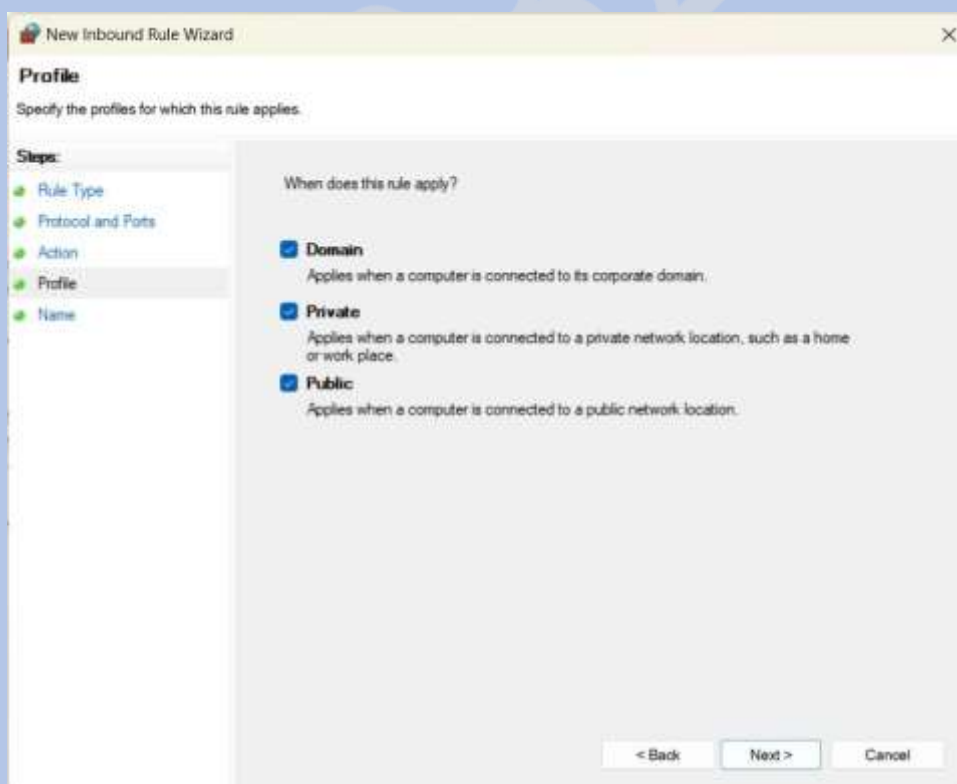 New Inbound Rule Wizard
Profile
Specify the profiles for which this rule applies.
Steps:
Rule Type
Protocol and Ports
Action
Profile
Name
When does this rule apply?
Domain
Applies when a computer is connected to its corporate domain.
Private
Applies when a computer is connected to a private network location, such as a home
or work place.
Public
Applies when a computer is connected to a public network location.
< Back
Next >
Cancel